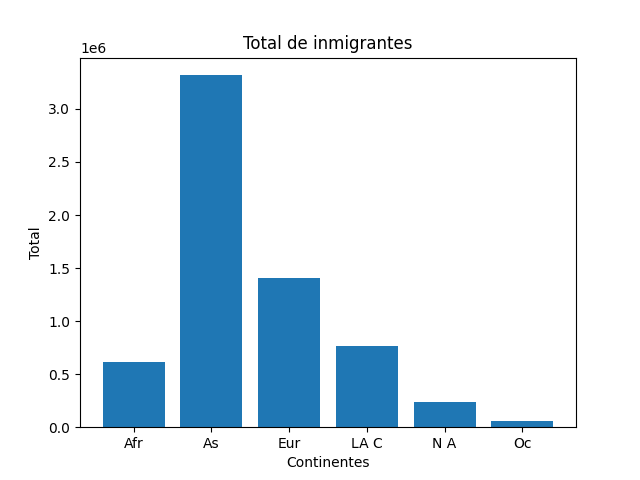 Total de inmigrantes
1e6
3.0
2.5
2.0
1.5
1.0
0.5
0.0
Total
Afr As Eur LA C N A Oc
Continentes